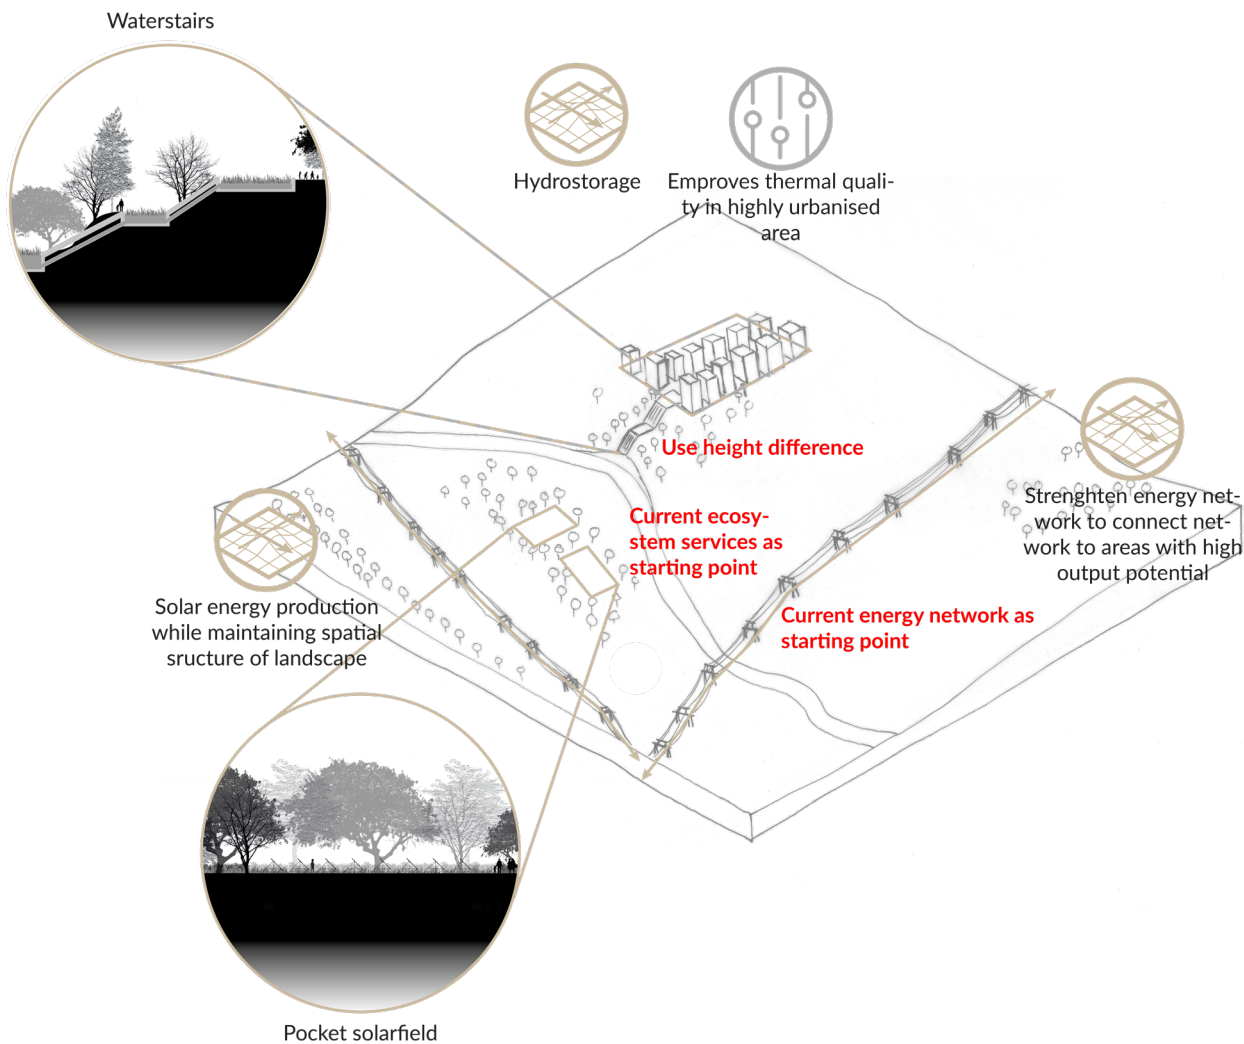 Waterstairs
Hydrostorage
Emproves thermal quali-
ty in highly urbanised
area
Use height difference
Current ecosy-
stem services as
starting point
Strenghten energy net-
work to connect net-
work to areas with high
output potential
Current energy network as
starting point
Solar energy production
while maintaining spatial
sructure of landscape
Pocket solarfield